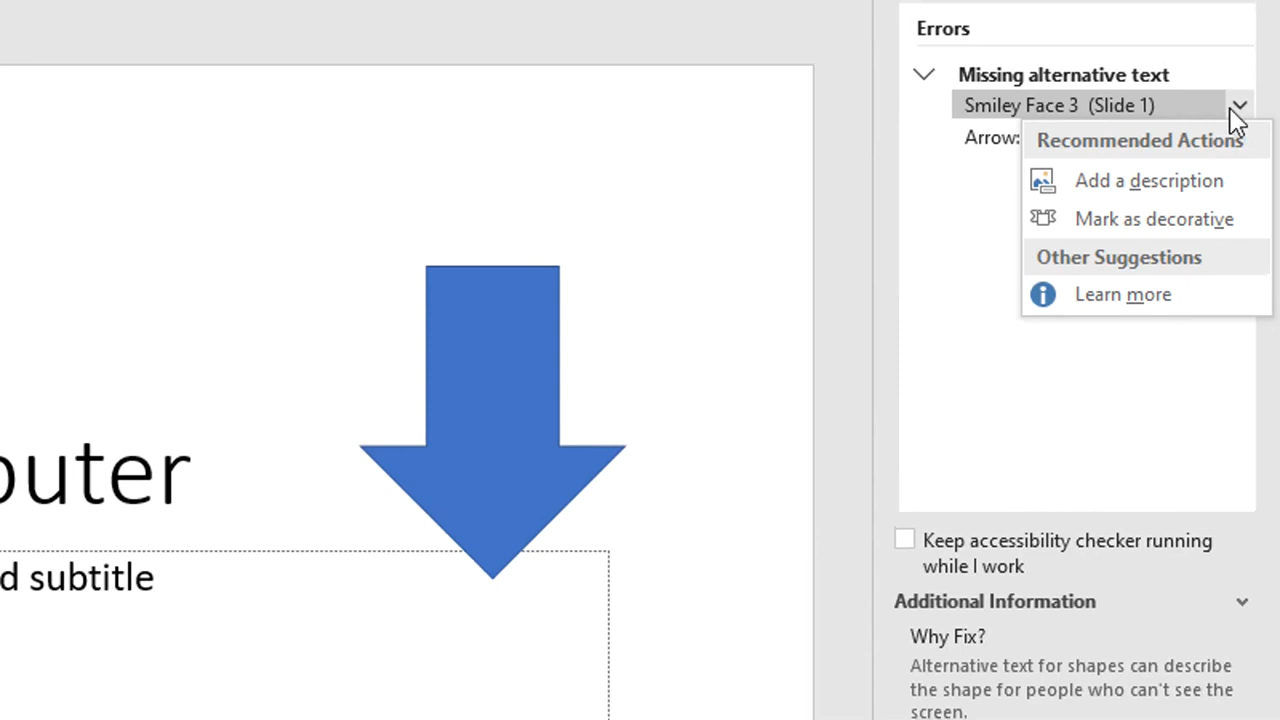 Errors
Missing alternative text
Smiley Face 3 (Slide 1)
Arrow:
Recommended Actions
Add a description
Mark as decorative
Other Suggestions
Learn more
outer
d subtitle
Keep accessibility checker running
while I work
Additional Information
Why Fix?
Alternative text for shapes can describe
the shape for people who can't see the
screen.